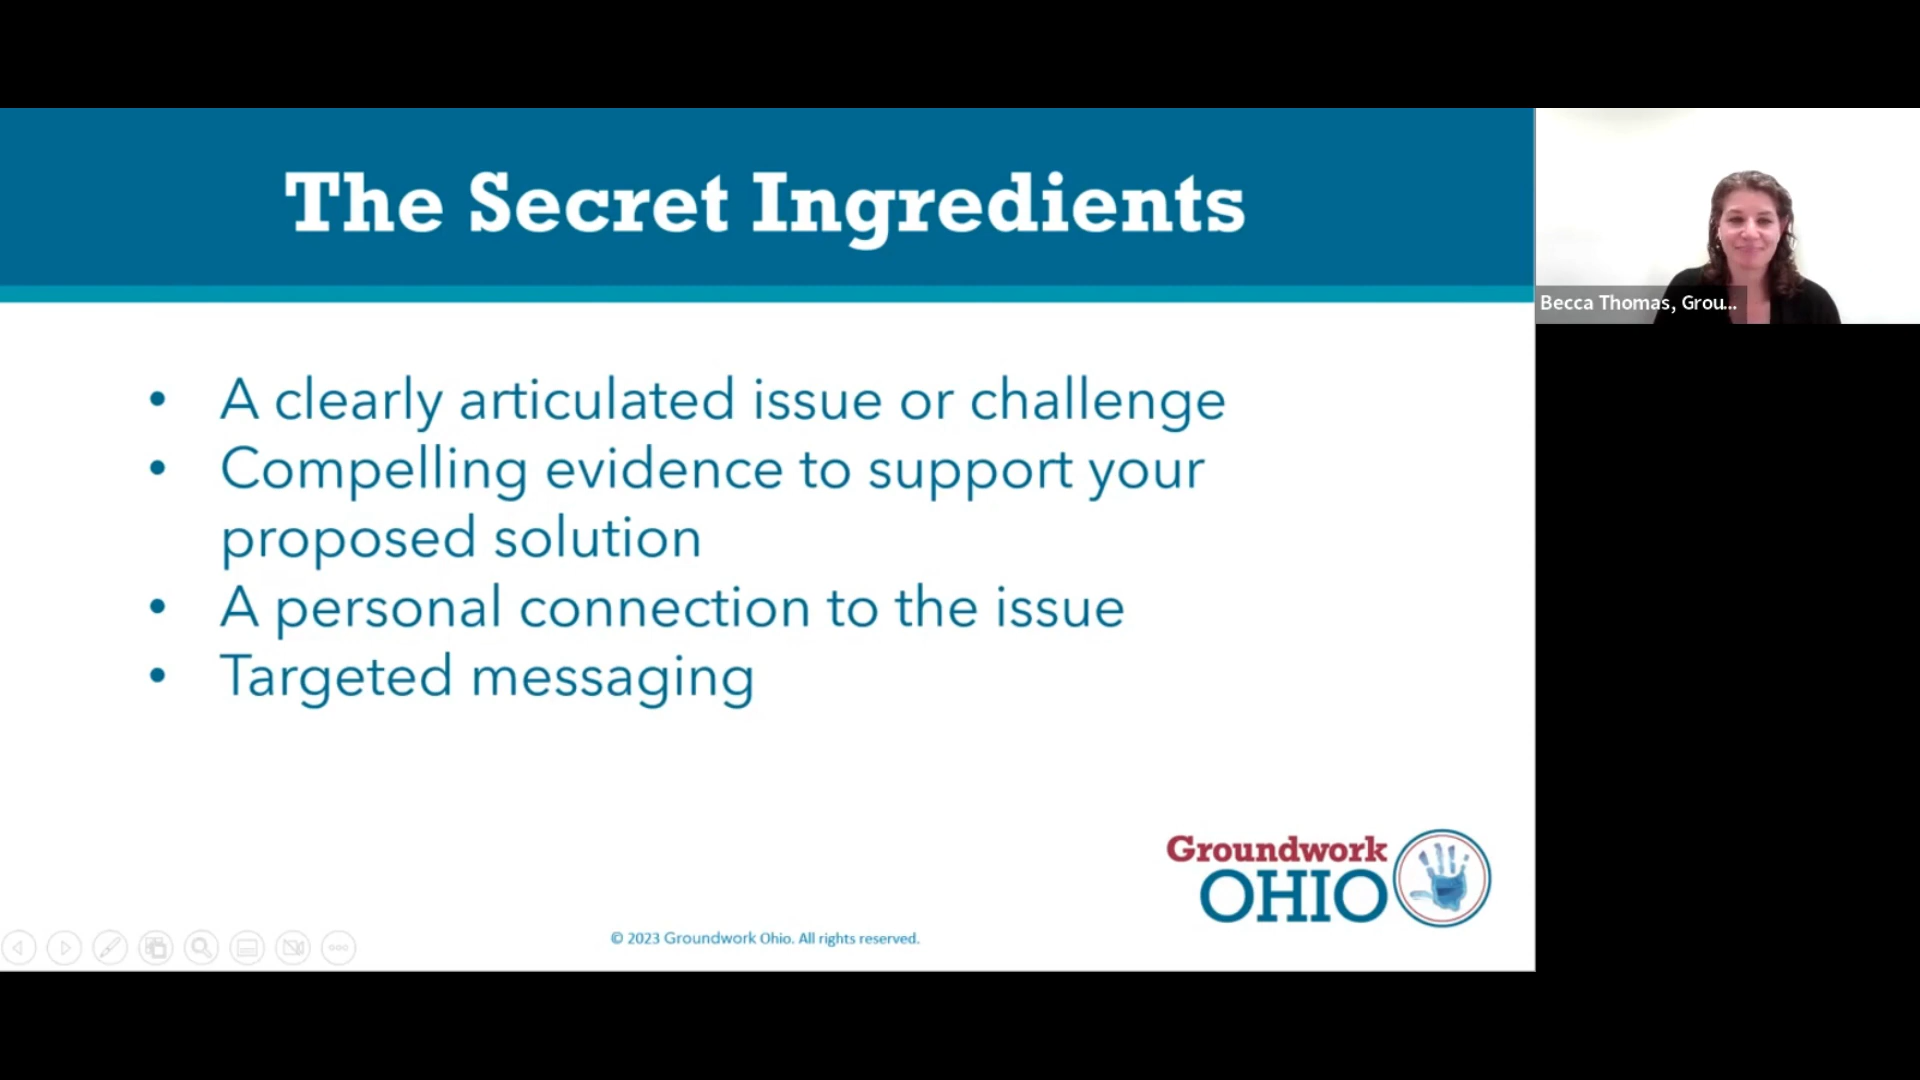 The Secret Ingredients
Becca Thomas, Grou...
• A clearly articulated issue or challenge
• Compelling evidence to support your
proposed solution
• A personal connection to the issue
• Targeted messaging
Groundwork
OHIO
© 2023 Groundwork Ohio. All rights reserved.